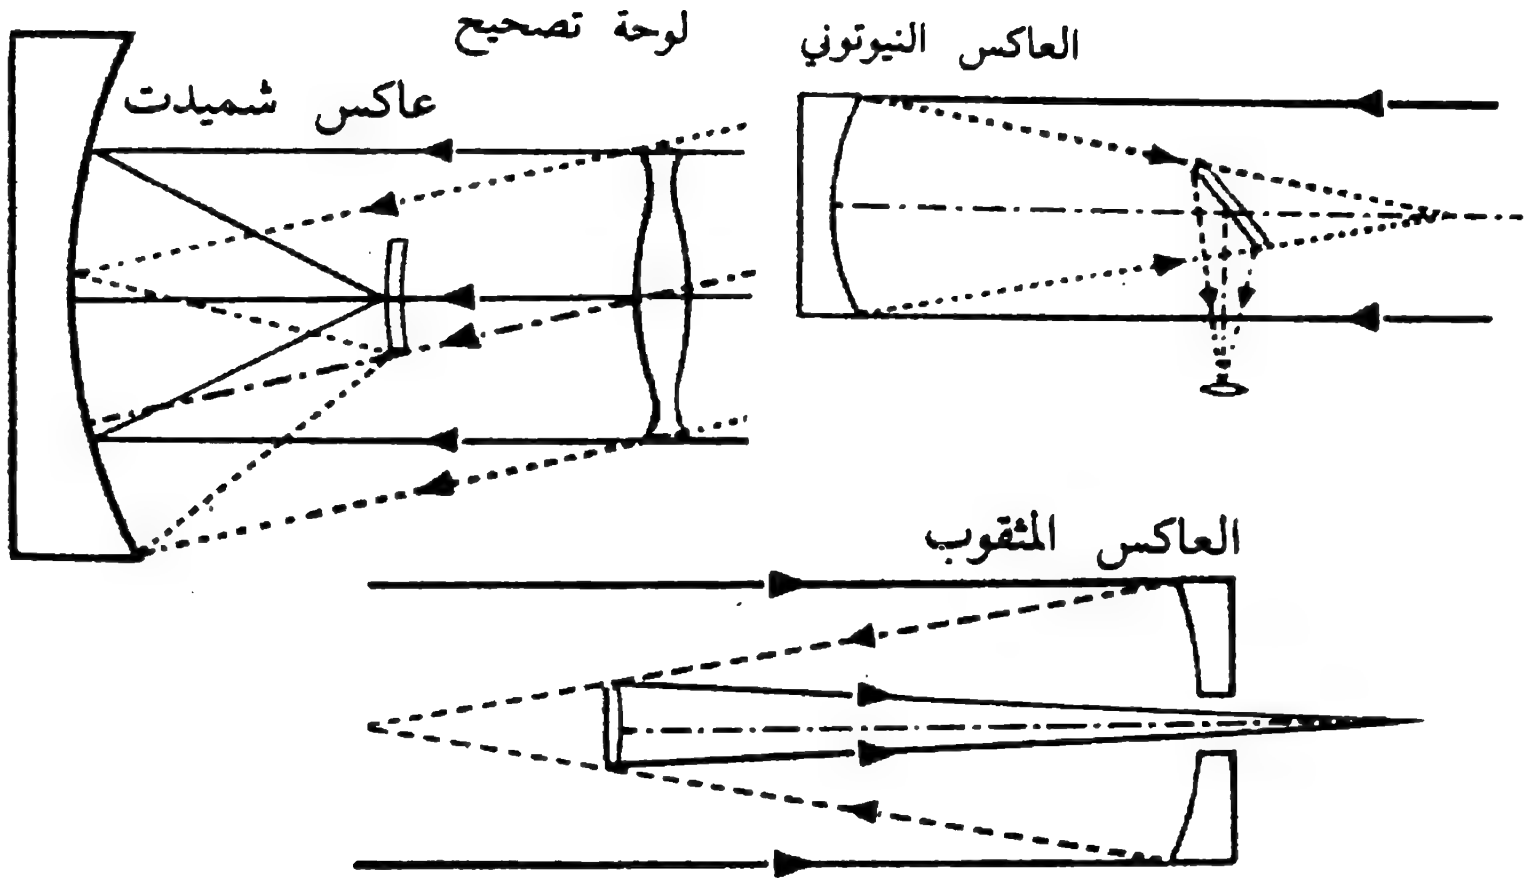 العاكس النيوتوني
لوحة تصحيح
عاكس شميدت
العاكس المثقوب